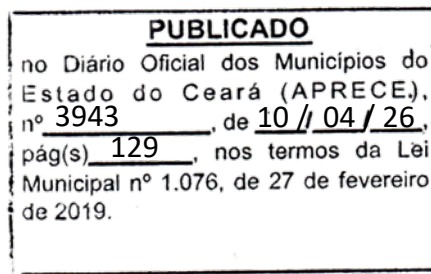 PUBLICADO
no Diário Oficial dos Municípios do
Estado do Ceará (APRECE),
nº 3943, de 10 / 04 / 26,
pág(s) 129, nos termos da Lei
Municipal nº 1.076, de 27 de fevereiro
de 2019.